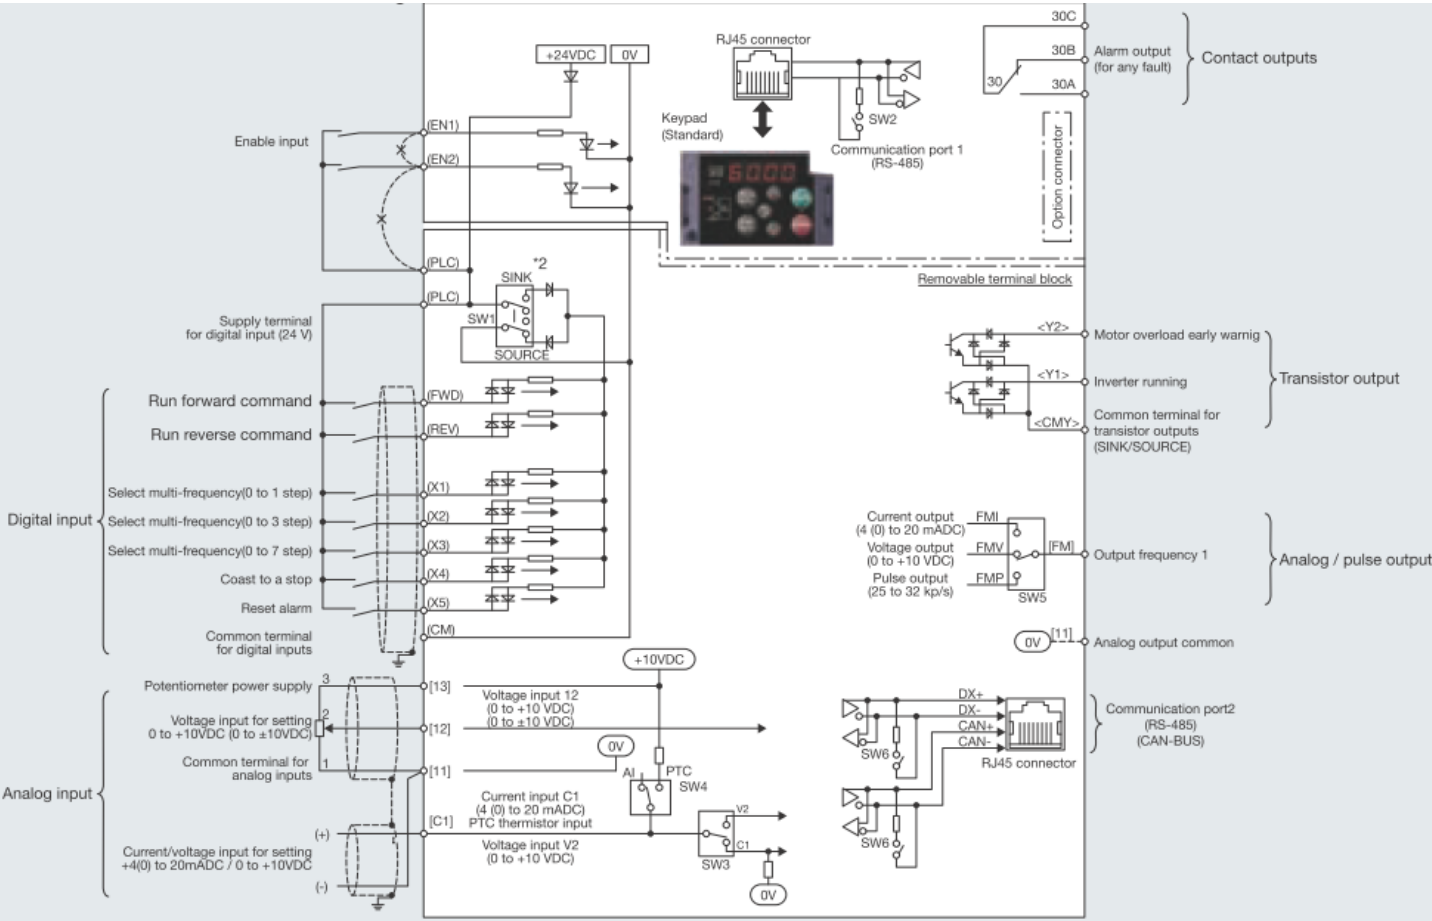 +24VDC
0V
RJ45 connector
SW2
Communication port 1
(RS-485)
Keypad
(Standard)
6000
30C
30B
30A
30
Alarm output
(for any fault)
Contact outputs
Option connector
Enable input
(EN1)
(EN2)
(PLC)
(PLC)
*2
SINK
SW1
SOURCE
Supply terminal
for digital input (24 V)
Removable terminal block
<Y2>
Motor overload early warnig
<Y1>
Inverter running
<CMY>
Common terminal for
transistor outputs
(SINK/SOURCE)
Transistor output
Digital input
Run forward command
(FWD)
Run reverse command
(REV)
Select multi-frequency(0 to 1 step)
(X1)
Select multi-frequency(0 to 3 step)
(X2)
Select multi-frequency(0 to 7 step)
(X3)
Coast to a stop
(X4)
Reset alarm
(X5)
Common terminal
for digital inputs
(CM)
Current output
(4 (0) to 20 mADC)
FMI
Voltage output
(0 to +10 VDC)
FMV
Pulse output
(25 to 32 kp/s)
FMP
SW5
[FM]
Output frequency 1
Analog / pulse output
0V
[11]
Analog output common
Analog input
Potentiometer power supply
3
[13]
+10VDC
Voltage input 12
(0 to +10 VDC)
(0 to ±10 VDC)
Voltage input for setting
0 to +10VDC (0 to ±10VDC)
2
[12]
0V
Common terminal for
analog inputs
1
[11]
AI
PTC
SW4
Current input C1
(4 (0) to 20 mADC)
PTC thermistor input
[C1]
Voltage input V2
(0 to +10 VDC)
(+)
Current/voltage input for setting
+4(0) to 20mADC / 0 to +10VDC
(-)
V2
C1
SW3
0V
DX+
DX-
CAN+
CAN-
SW6
SW6
RJ45 connector
Communication port2
(RS-485)
(CAN-BUS)